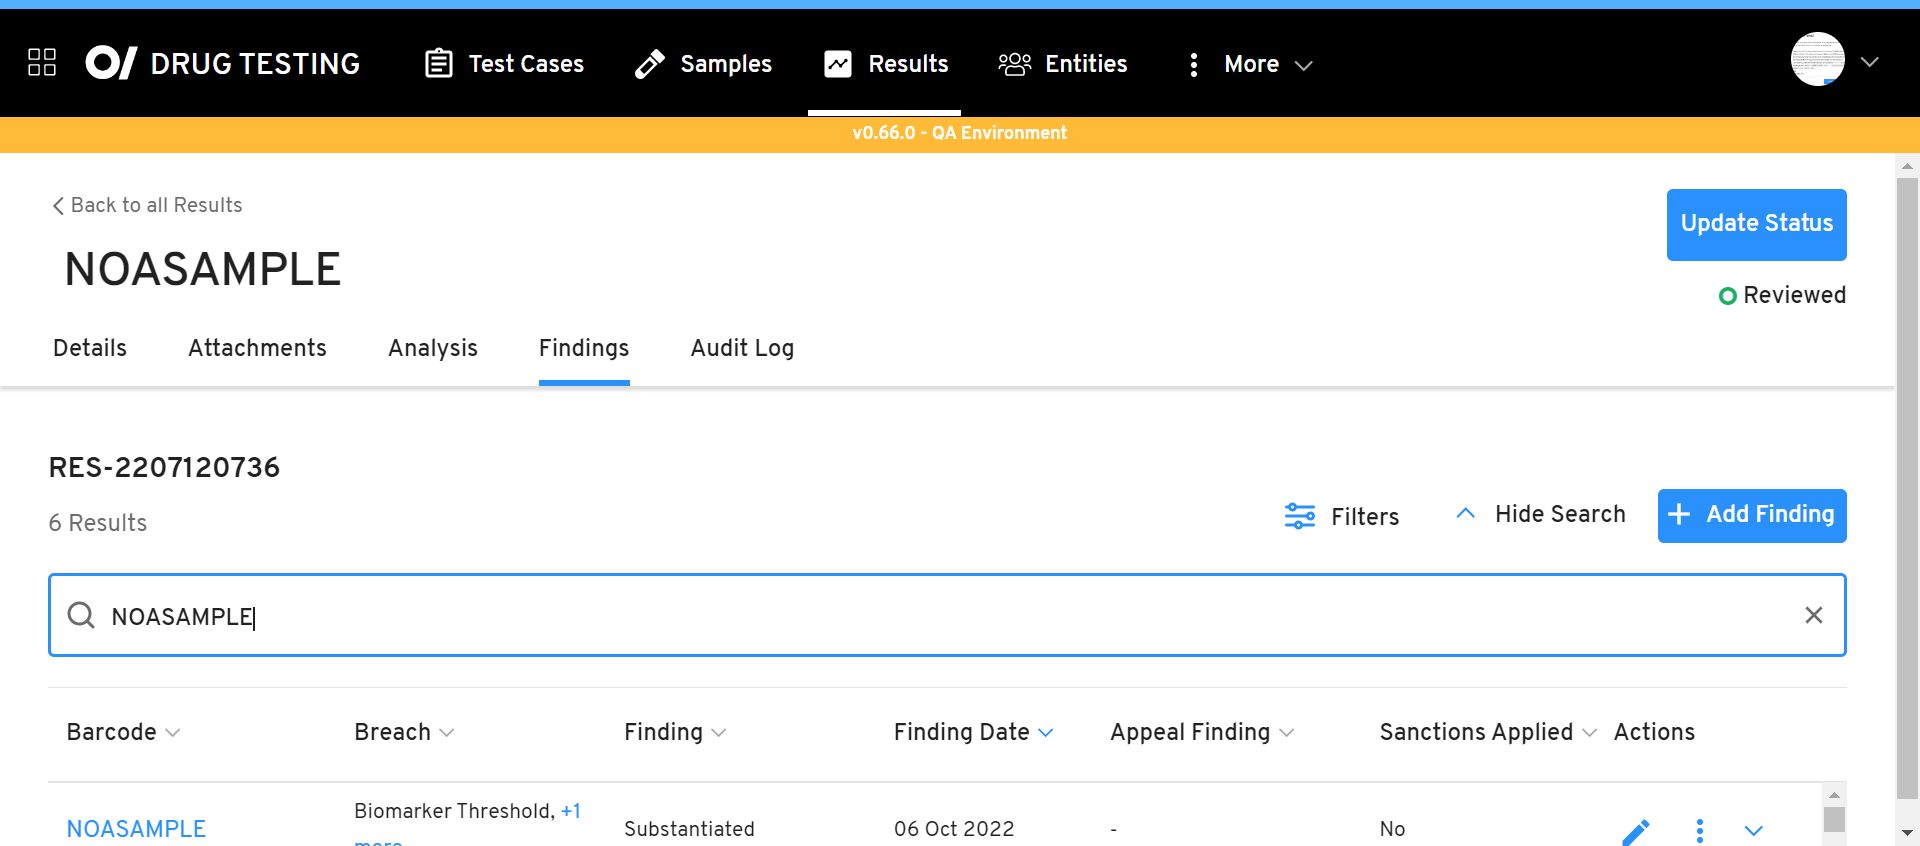 DRUG TESTING
Test Cases
Samples
Results
Entities
More
v0.66.0 - QA Environment
Back to all Results
Update Status
NOASAMPLE
Reviewed
Details
Attachments
Analysis
Findings
Audit Log
RES-2207120736
6 Results
Filters
Hide Search
Add Finding
NOASAMPLE
Barcode
Breach
Finding
Finding Date
Appeal Finding
Sanctions Applied
Actions
NOASAMPLE
Biomarker Threshold, +1
more
Substantiated
06 Oct 2022
-
No